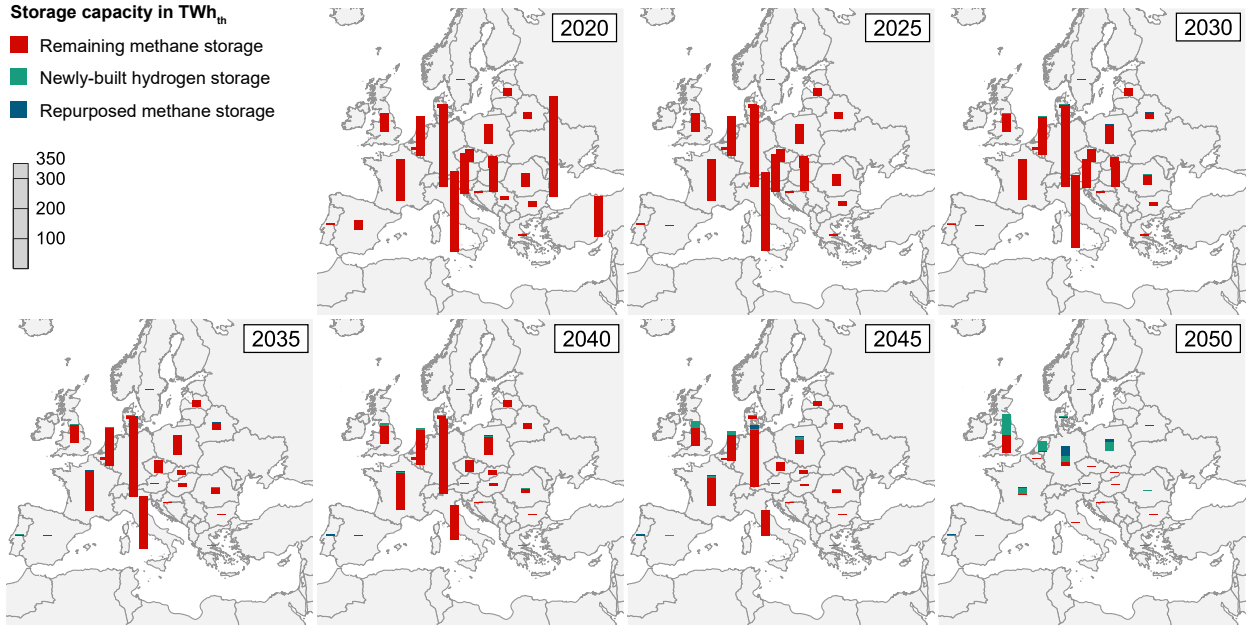 Storage capacity in TWhth
Remaining methane storage
Newly-built hydrogen storage
Repurposed methane storage
350
300
200
100
2020
2025
2030
2035
2040
2045
2050